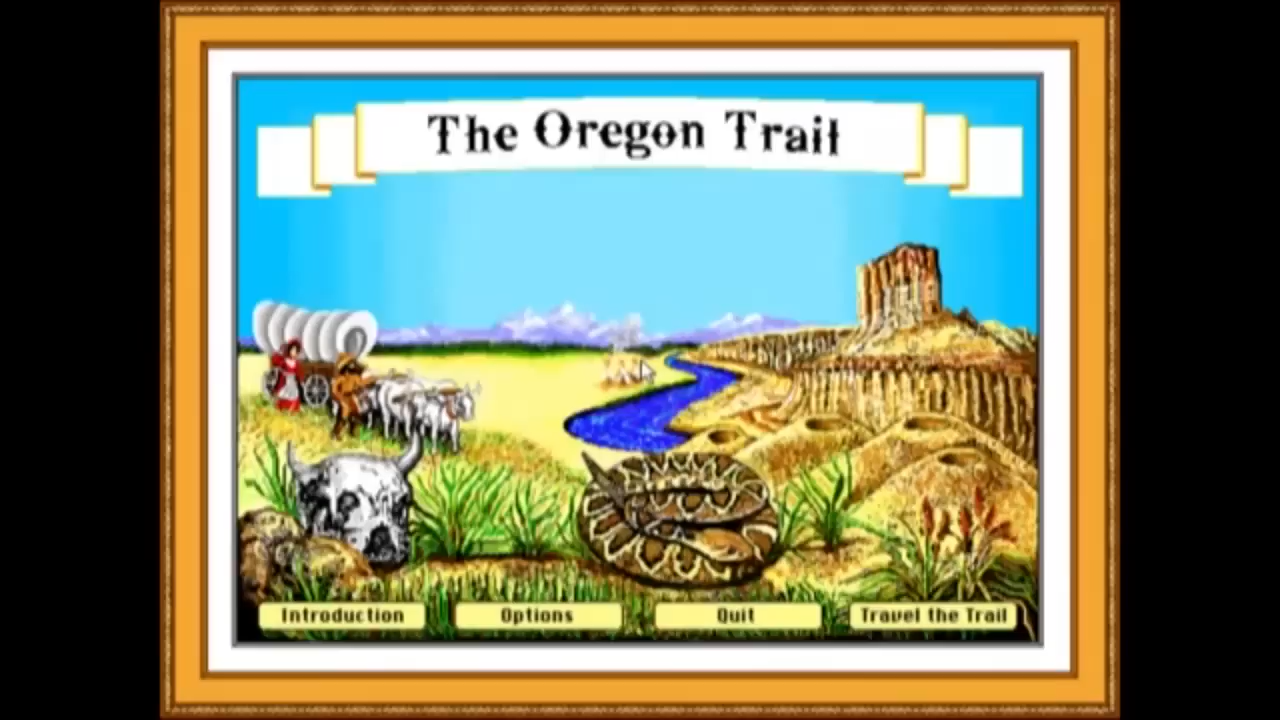 The Oregon Trail
Introduction
Options
Quit
Travel the Trail